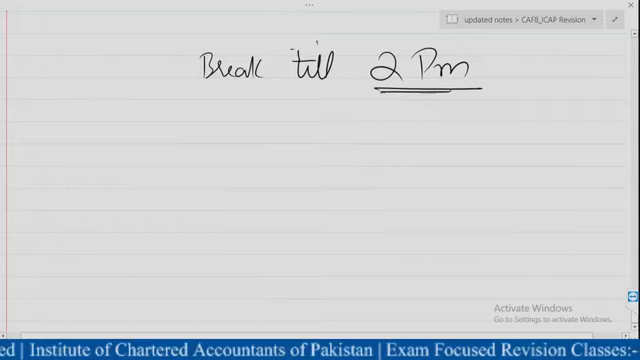 updated notes > CAF8_ICAP Revision
Break till 2 Pm
Activate Windows
Go to Settings to activate Windows.
ed | Institute of Chartered Accountants of Pakistan | Exam Focused Revision Classes: